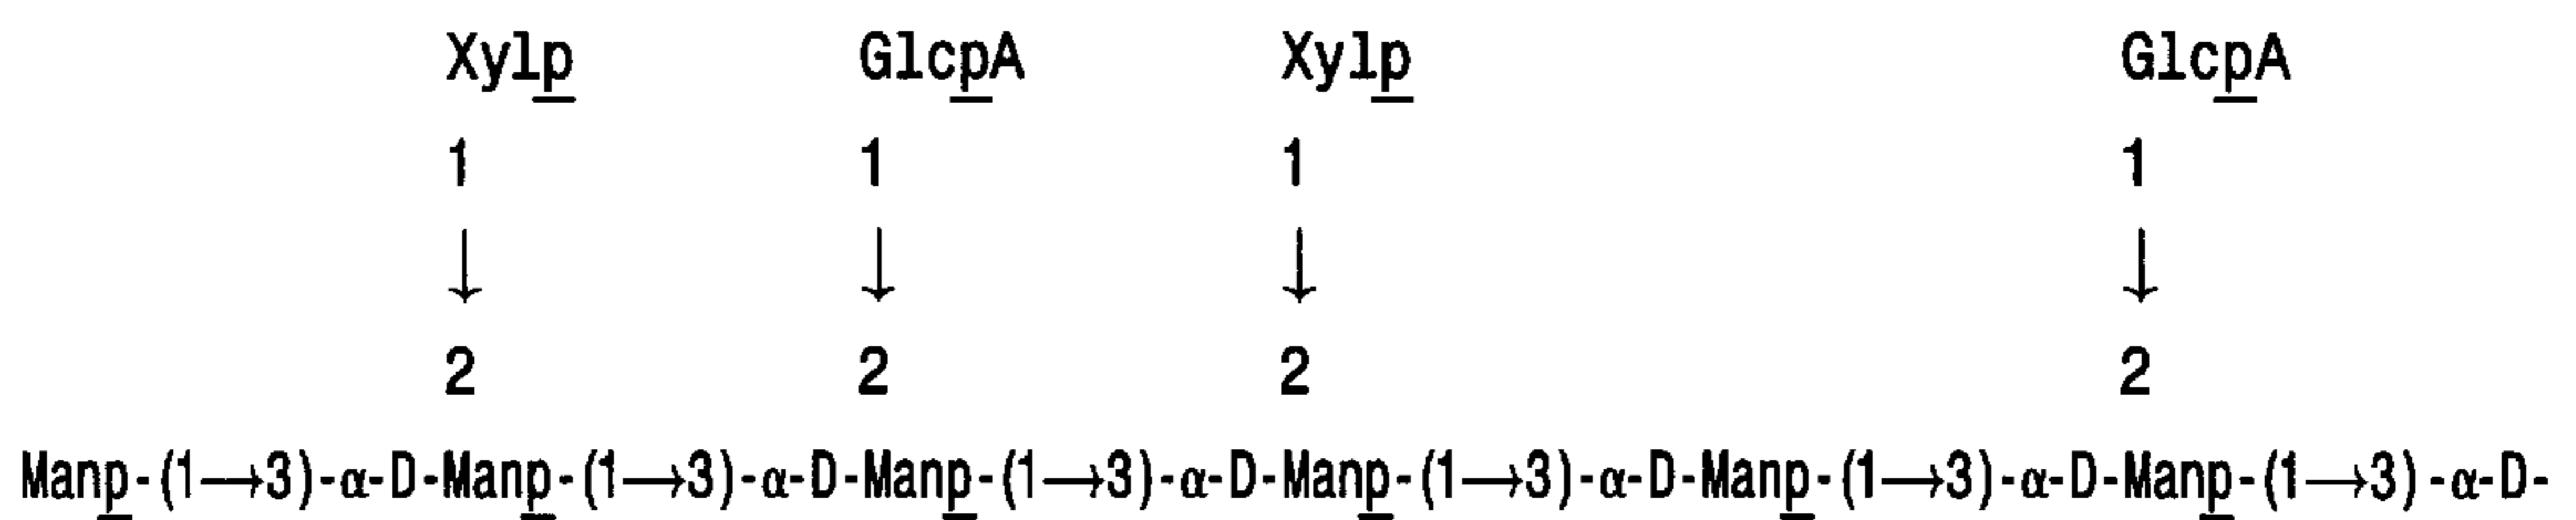 Xylp GlcpA Xylp GlcpA
1 1 1 1
↓ ↓ ↓ ↓
2 2 2 2
Manp-(1→3)-α-D-Manp-(1→3)-α-D-Manp-(1→3)-α-D-Manp-(1→3)-α-D-Manp-(1→3)-α-D-Manp-(1→3)-α-D-